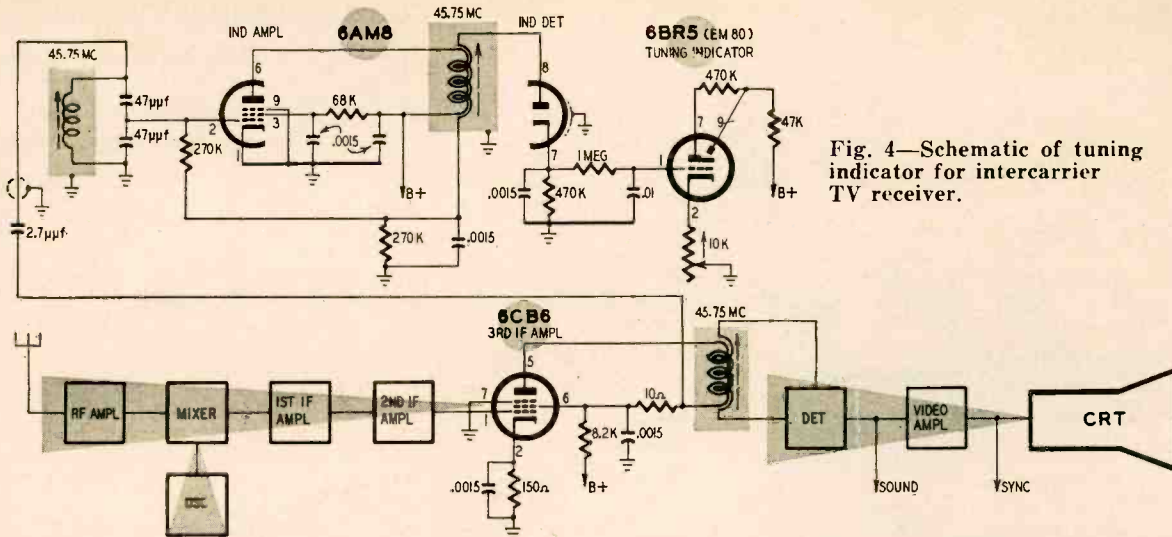 IND AMPL
6AM8
45.75 MC
IND DET
6BR5 (EM 80)
TUNING INDICATOR
45.75 MC
47µµf
47µµf
2.7µµf
270K
6
9
3
2
1
68K
.0015
B+
270K
.0015
8
7
.0015
470K
1 MEG
.01
470K
7
9
1
2
47K
B+
10K
Fig. 4—Schematic of tuning
indicator for intercarrier
TV receiver.
RF AMPL
MIXER
OSC
1ST IF
AMPL
2ND IF
AMPL
6CB6
3RD IF AMPL
5
7
1
6
2
.0015
150Ω
8.2K
B+
.0015
10Ω
45.75 MC
DET
VIDEO
AMPL
SOUND
SYNC
CRT